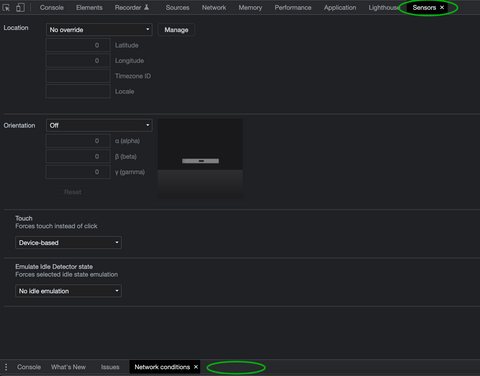 Console Elements Recorder Sources Network Memory Performance Application Lighthouse Sensors ×
Location No override Manage
0 Latitude
0 Longitude
Timezone ID
Locale
Orientation Off
0 α (alpha)
0 β (beta)
0 γ (gamma)
Reset
Touch
Forces touch instead of click
Device-based
Emulate Idle Detector state
Forces selected idle state emulation
No idle emulation
Console What's New Issues Network conditions ×